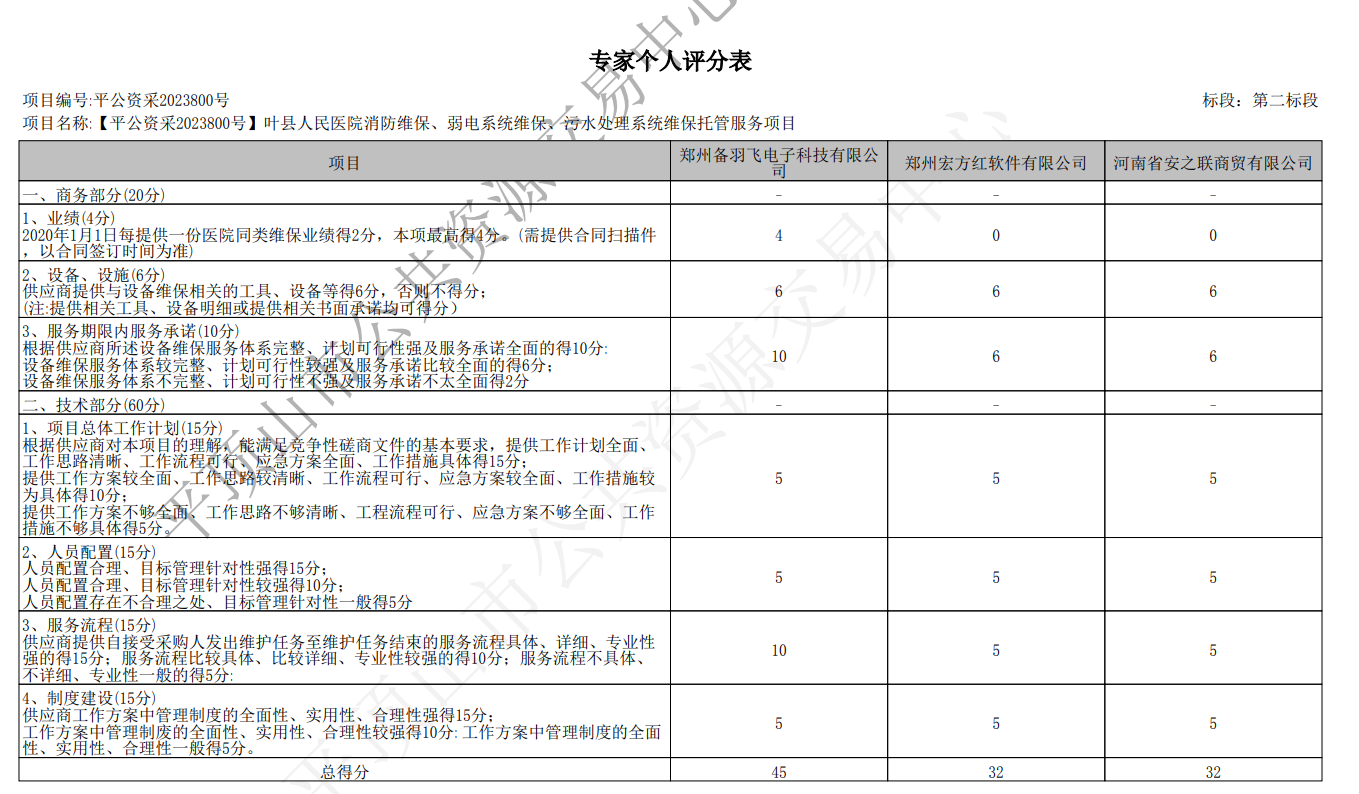 专家个人评分表
项目编号:平公资采2023800号
标段：第二标段
项目名称:【平公资采2023800号】叶县人民医院消防维保、弱电系统维保、污水处理系统维保托管服务项目
项目
郑州备羽飞电子科技有限公
司
郑州宏方红软件有限公司
河南省安之联商贸有限公司
一、商务部分(20分)
-
-
-
1、业绩(4分)
2020年1月1日每提供一份医院同类维保业绩得2分，本项最高得4分。(需提供合同扫描件
，以合同签订时间为准)
4
0
0
2、设备、设施(6分)
供应商提供与设备维保相关的工具、设备等得6分，否则不得分；
(注:提供相关工具、设备明细或提供相关书面承诺均可得分）
6
6
6
3、服务期限内服务承诺(10分)
根据供应商所述设备维保服务体系完整、计划可行性强及服务承诺全面的得10分:
设备维保服务体系较完整、计划可行性较强及服务承诺比较全面的得6分；
设备维保服务体系不完整、计划可行性不强及服务承诺不太全面得2分
10
6
6
二、技术部分(60分)
-
-
-
1、项目总体工作计划(15分)
根据供应商对本项目的理解，能满足竞争性磋商文件的基本要求，提供工作计划全面、
工作思路清晰、工作流程可行、应急方案全面、工作措施具体得15分；
提供工作方案较全面、工作思路较清晰、工作流程可行、应急方案较全面、工作措施较
为具体得10分；
提供工作方案不够全面、工作思路不够清晰、工程流程可行、应急方案不够全面、工作
措施不够具体得5分。
5
5
5
2、人员配置(15分)
人员配置合理、目标管理针对性强得15分；
人员配置合理、目标管理针对性较强得10分；
人员配置存在不合理之处、目标管理针对性一般得5分
5
5
5
3、服务流程(15分)
供应商提供自接受采购人发出维护任务至维护任务结束的服务流程具体、详细、专业性
强的得15分；服务流程比较具体、比较详细、专业性较强的得10分；服务流程不具体、
不详细、专业性一般的得5分:
10
5
5
4、制度建设(15分)
供应商工作方案中管理制度的全面性、实用性、合理性强得15分；
工作方案中管理制度的全面性、实用性、合理性较强得10分:工作方案中管理制度的全面
性、实用性、合理性一般得5分。
5
5
5
总得分
45
32
32
平顶山市公共资源交易中心
平顶山市公共资源交易中心